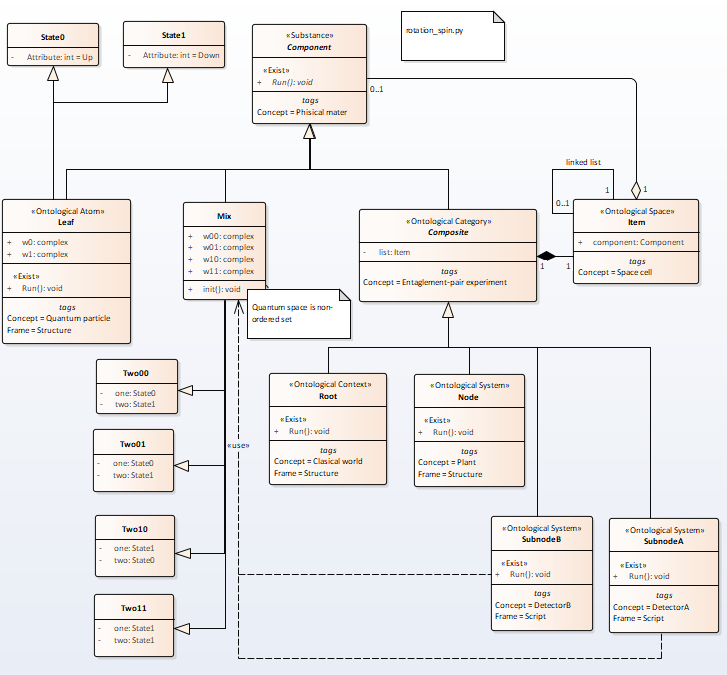 State0
- Attribute: int = Up
State1
- Attribute: int = Down
«Substance»
Component
«Exist»
+ Run(): void
tags
Concept = Phisical mater
rotation_spin.py
0..1
linked list
1
0..1
1
«Ontological Atom»
Leaf
+ w0: complex
+ w1: complex
«Exist»
+ Run(): void
tags
Concept = Quantum particle
Frame = Structure
Mix
+ w00: complex
+ w01: complex
+ w10: complex
+ w11: complex
+ init(): void
Quantum space is non-
ordered set
«Ontological Category»
Composite
- list: Item
tags
Concept = Entaglement-pair experiment
1
1
«Ontological Space»
Item
+ component: Component
tags
Concept = Space cell
Two00
- one: State0
- two: State1
Two01
- one: State0
- two: State1
Two10
- one: State1
- two: State0
Two11
- one: State1
- two: State1
«use»
«Ontological Context»
Root
«Exist»
+ Run(): void
tags
Concept = Clasical world
Frame = Structure
«Ontological System»
Node
«Exist»
+ Run(): void
tags
Concept = Plant
Frame = Structure
«Ontological System»
SubnodeB
«Exist»
+ Run(): void
tags
Concept = DetectorB
Frame = Script
«Ontological System»
SubnodeA
«Exist»
+ Run(): void
tags
Concept = DetectorA
Frame = Script